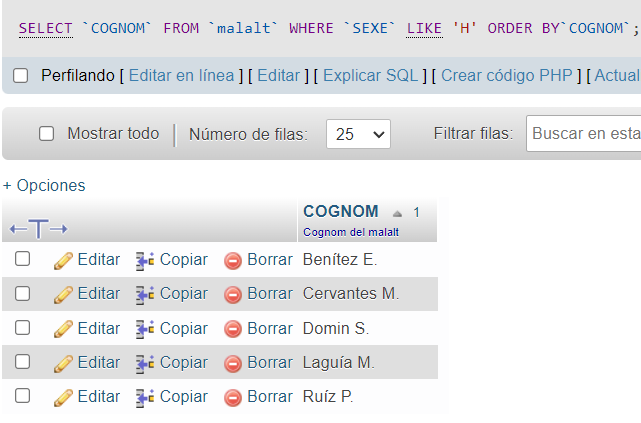 SELECT `COGNOM` FROM `malalt` WHERE `SEXE` LIKE 'H' ORDER BY`COGNOM`;
Perfilando [ Editar en línea ] [ Editar ] [ Explicar SQL ] [ Crear código PHP ] [ Actual
Mostrar todo Número de filas: 25 Filtrar filas: Buscar en esta
+ Opciones
COGNOM 1
Cognom del malalt
Editar Copiar Borrar Benítez E.
Editar Copiar Borrar Cervantes M.
Editar Copiar Borrar Domin S.
Editar Copiar Borrar Laguía M.
Editar Copiar Borrar Ruíz P.